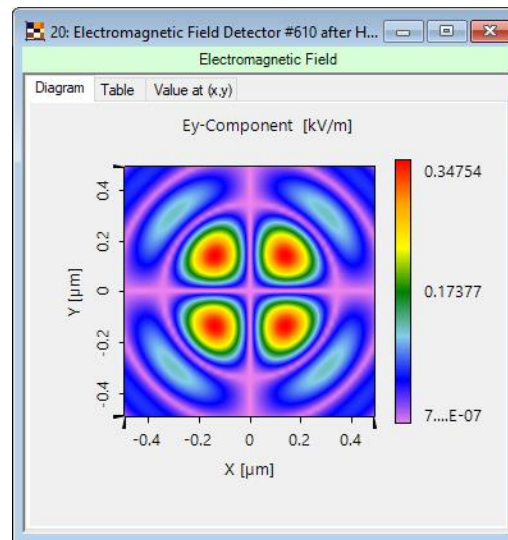 20: Electromagnetic Field Detector #610 after H...
Electromagnetic Field
Diagram Table Value at (x,y)
Ey-Component [kV/m]
0.34754
0.17377
7....E-07
Y [µm]
0.4
0.2
0
-0.2
-0.4
-0.4 -0.2 0 0.2 0.4
X [µm]